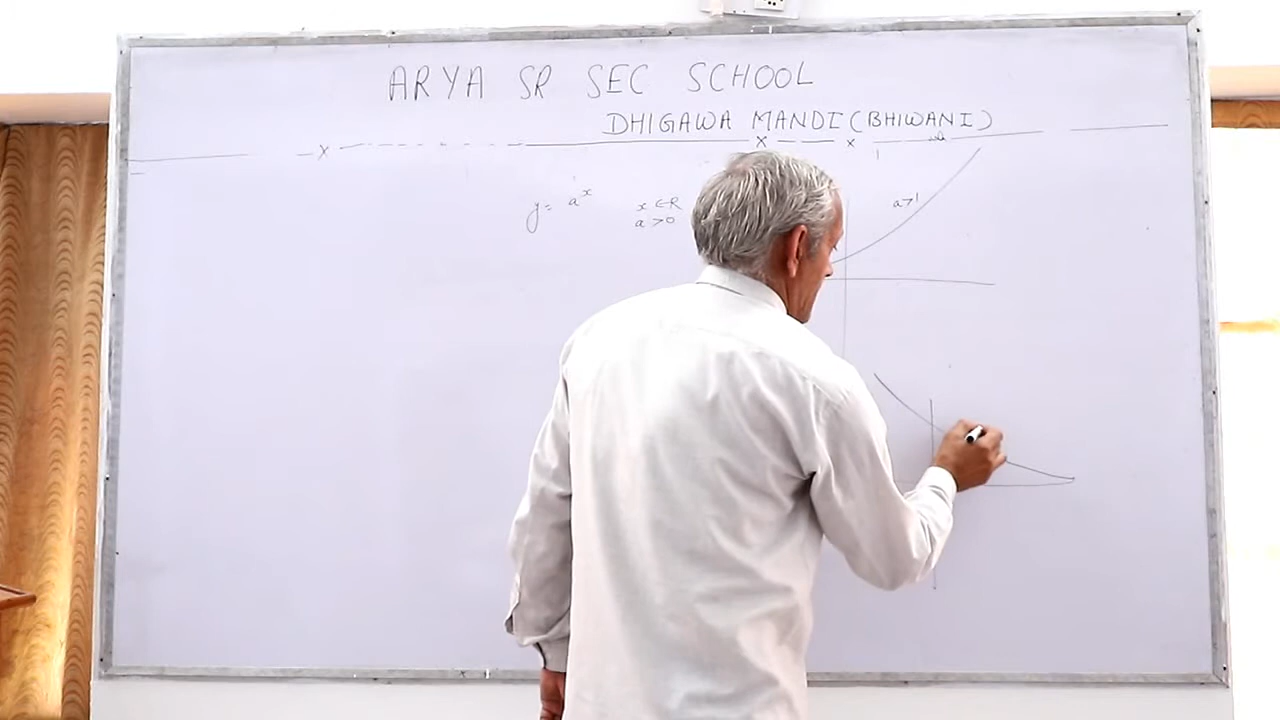 ARYA SR SEC SCHOOL
DHIGAWA MANDI (BHIWANI)
y = a^x x ∈ R a>1
a >0